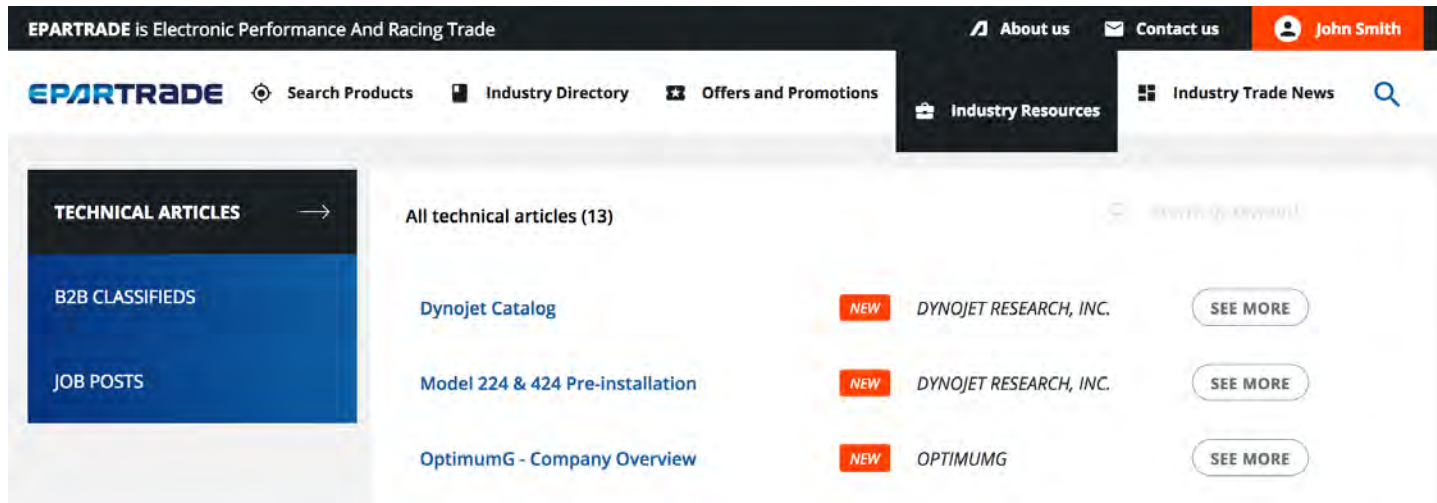 EPARTRADE is Electronic Performance And Racing Trade
About us
Contact us
John Smith
EPARTRADE
Search Products
Industry Directory
Offers and Promotions
Industry Resources
Industry Trade News
TECHNICAL ARTICLES
B2B CLASSIFIEDS
JOB POSTS
All technical articles (13)
Dynojet Catalog NEW DYNOJET RESEARCH, INC. SEE MORE
Model 224 & 424 Pre-installation NEW DYNOJET RESEARCH, INC. SEE MORE
OptimumG - Company Overview NEW OPTIMUMG SEE MORE